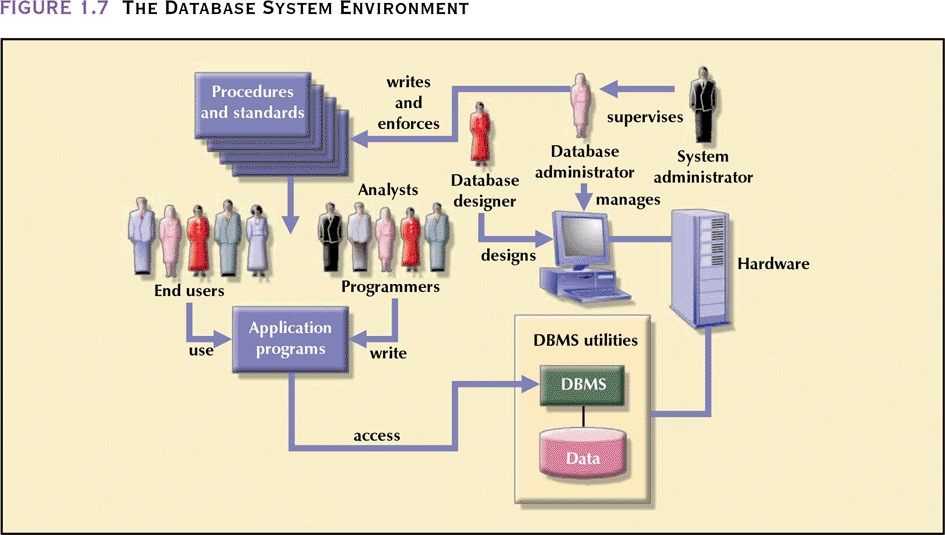 FIGURE 1.7 THE DATABASE SYSTEM ENVIRONMENT
Procedures
and standards
writes
and
enforces
supervises
Database
designer
Database
administrator
System
administrator
Analysts
manages
designs
Hardware
End users
Programmers
use
Application
programs
write
DBMS utilities
DBMS
access
Data